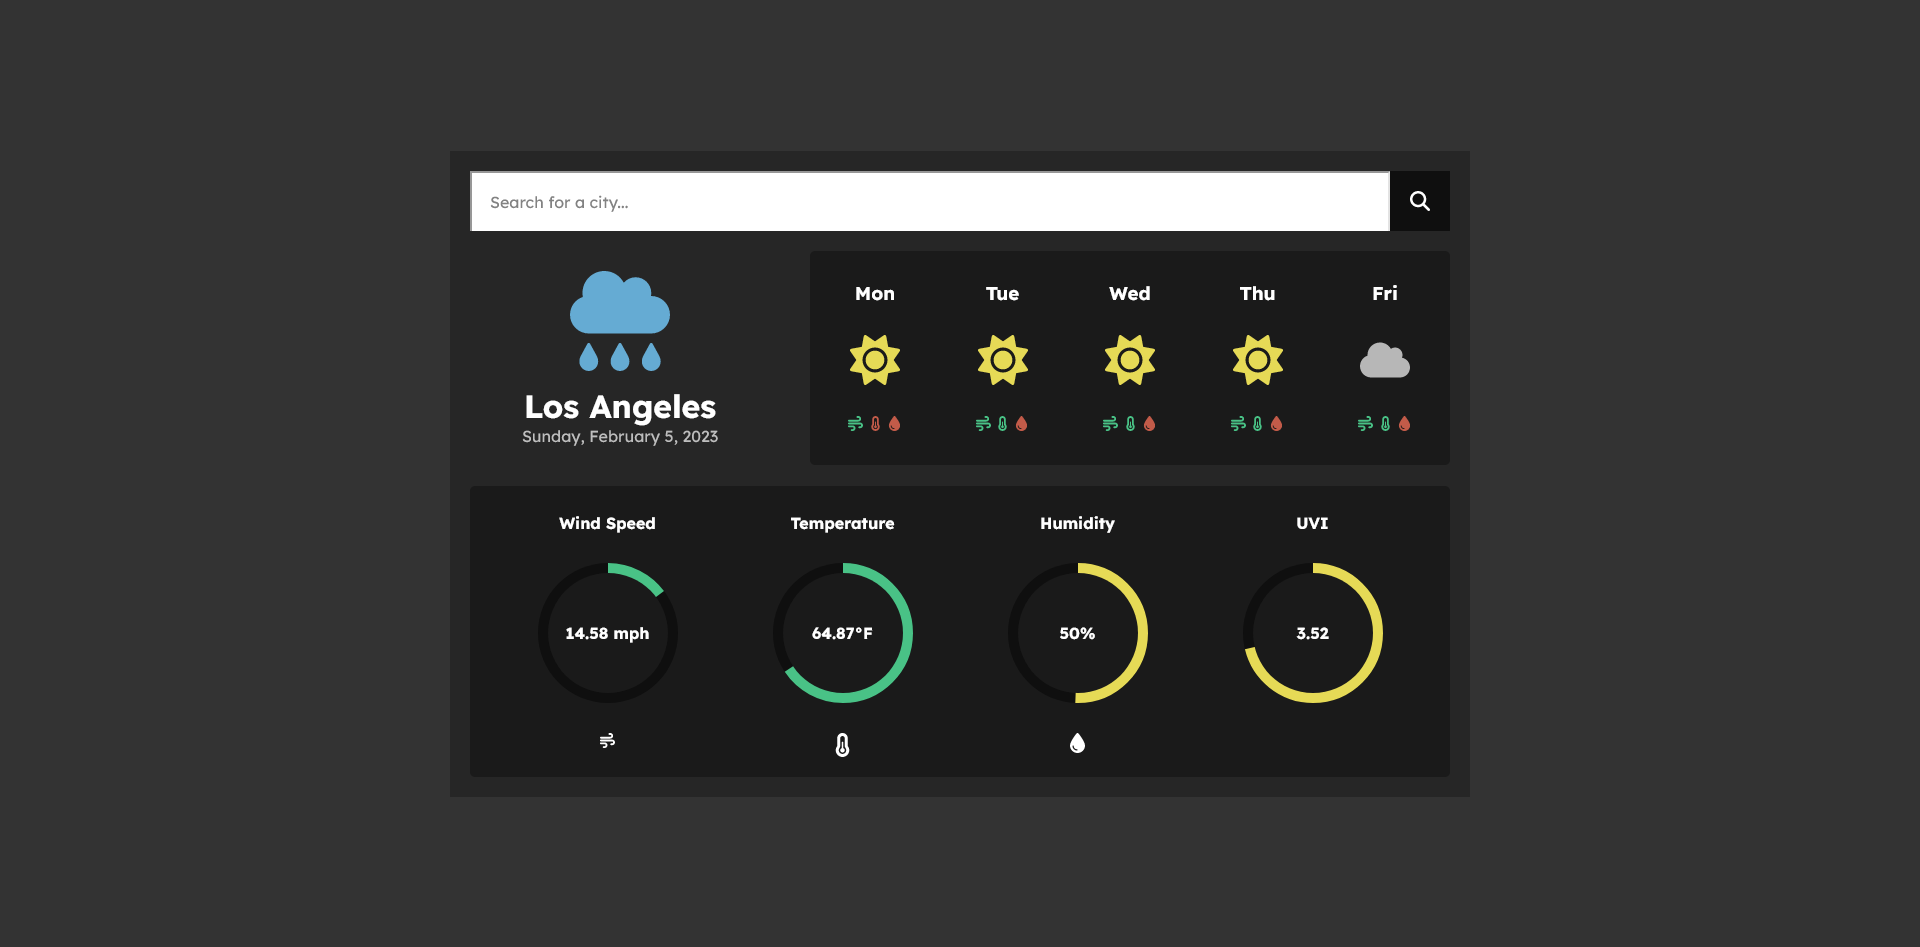 Search for a city...
Mon Tue Wed Thu Fri
Los Angeles
Sunday, February 5, 2023
Wind Speed Temperature Humidity UVI
14.58 mph 64.87°F 50% 3.52